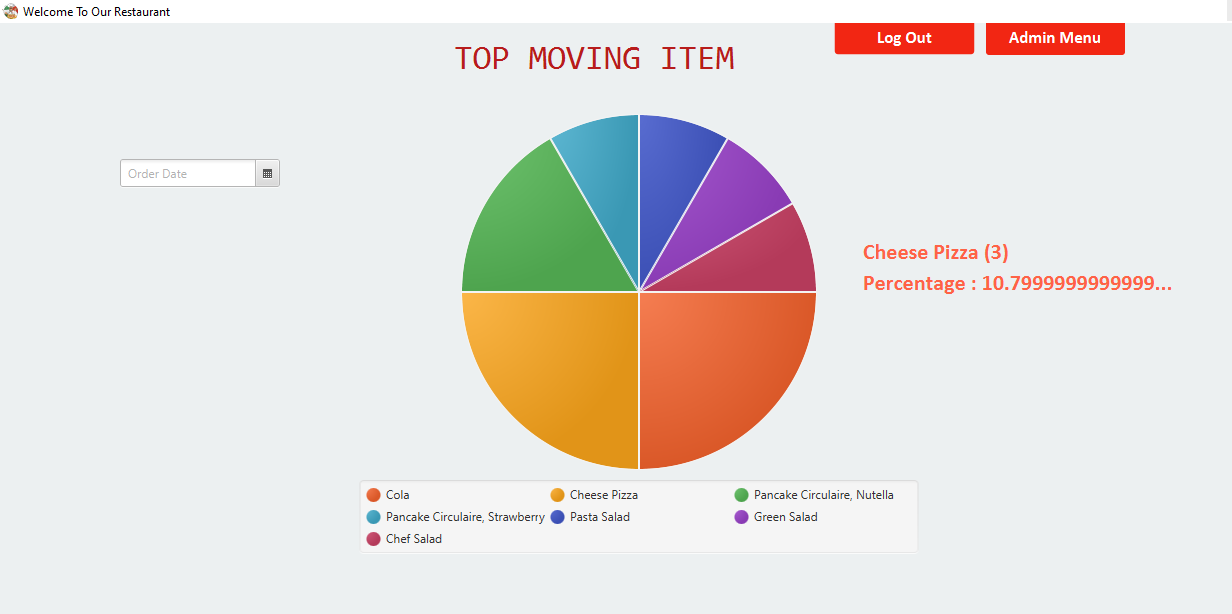 Welcome To Our Restaurant
Log Out
Admin Menu
TOP MOVING ITEM
Order Date
Cheese Pizza (3)
Percentage : 10.7999999999999...
Cola
Cheese Pizza
Pancake Circulaire, Nutella
Pancake Circulaire, Strawberry
Pasta Salad
Green Salad
Chef Salad